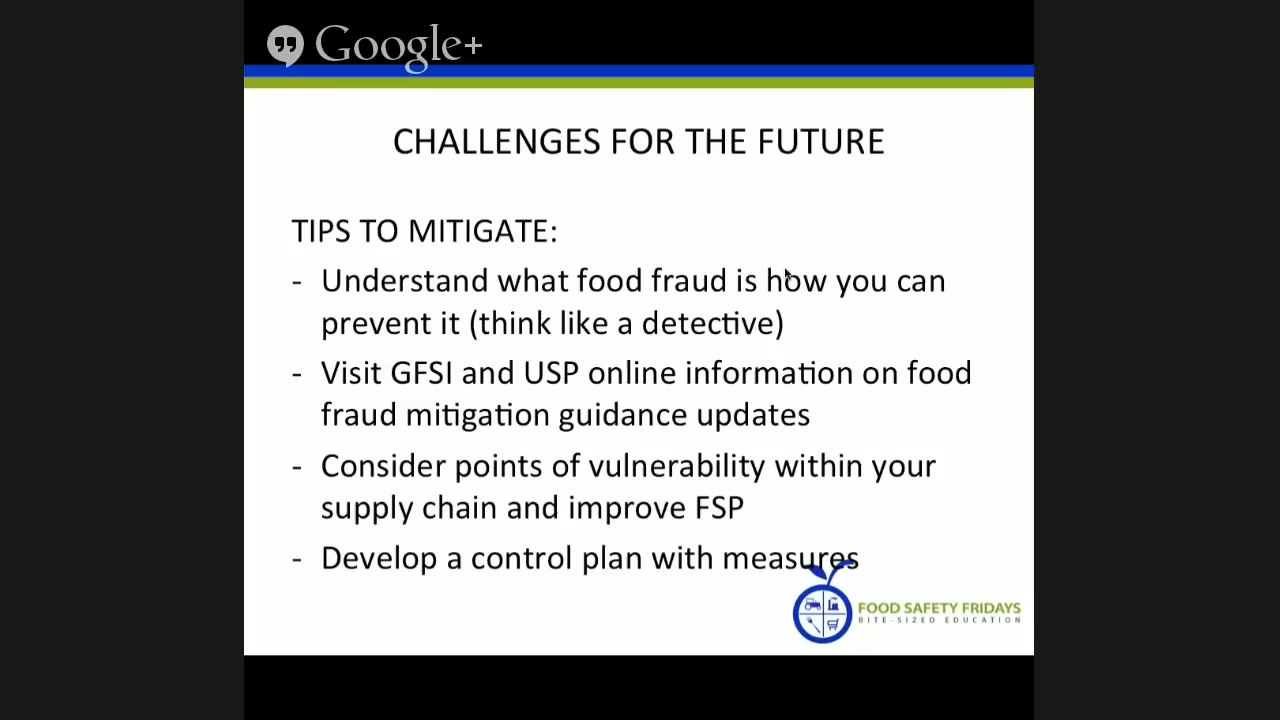 Google+
CHALLENGES FOR THE FUTURE
TIPS TO MITIGATE:
- Understand what food fraud is how you can
prevent it (think like a detective)
- Visit GFSI and USP online information on food
fraud mitigation guidance updates
- Consider points of vulnerability within your
supply chain and improve FSP
- Develop a control plan with measures
FOOD SAFETY FRIDAYS
BITE-SIZED EDUCATION